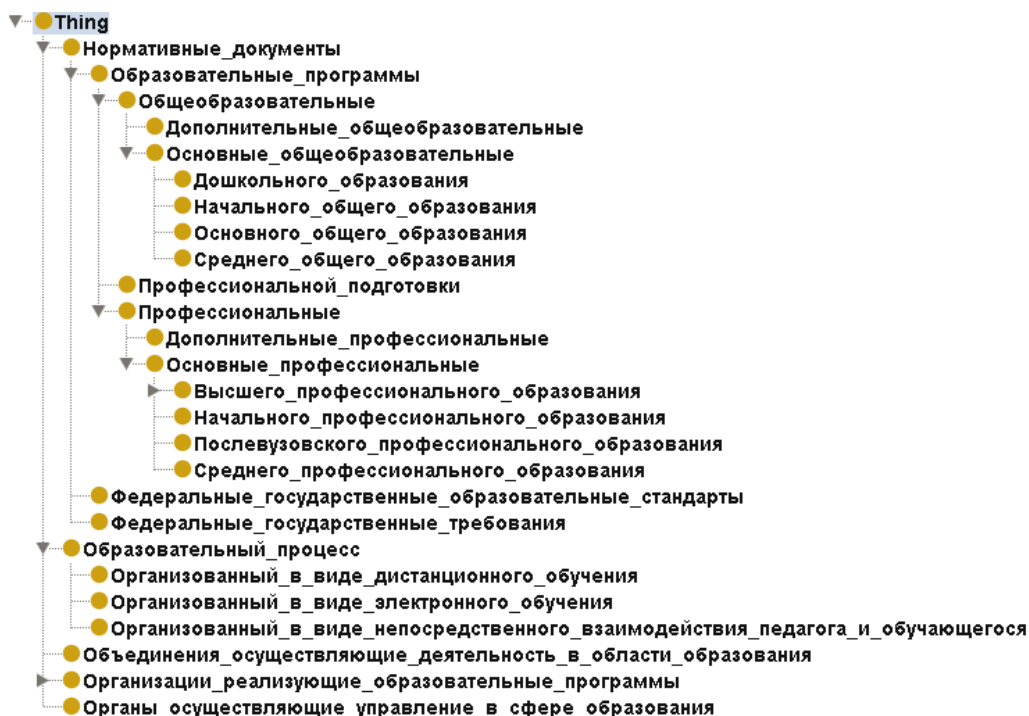 Thing
Нормативные_документы
Образовательные_программы
Общеобразовательные
Дополнительные_общеобразовательные
Основные_общеобразовательные
Дошкольного_образования
Начального_общего_образования
Основного_общего_образования
Среднего_общего_образования
Профессиональной_подготовки
Профессиональные
Дополнительные_профессиональные
Основные_профессиональные
Высшего_профессионального_образования
Начального_профессионального_образования
Послевузовского_профессионального_образования
Среднего_профессионального_образования
Федеральные_государственные_образовательные_стандарты
Федеральные_государственные_требования
Образовательный_процесс
Организованный_в_виде_дистанционного_обучения
Организованный_в_виде_электронного_обучения
Организованный_в_виде_непосредственного_взаимодействия_педагога_и_обучающегося
Объединения_осуществляющие_деятельность_в_области_образования
Организации_реализующие_образовательные_программы
Органы_осуществляющие_управление_в_сфере_образования